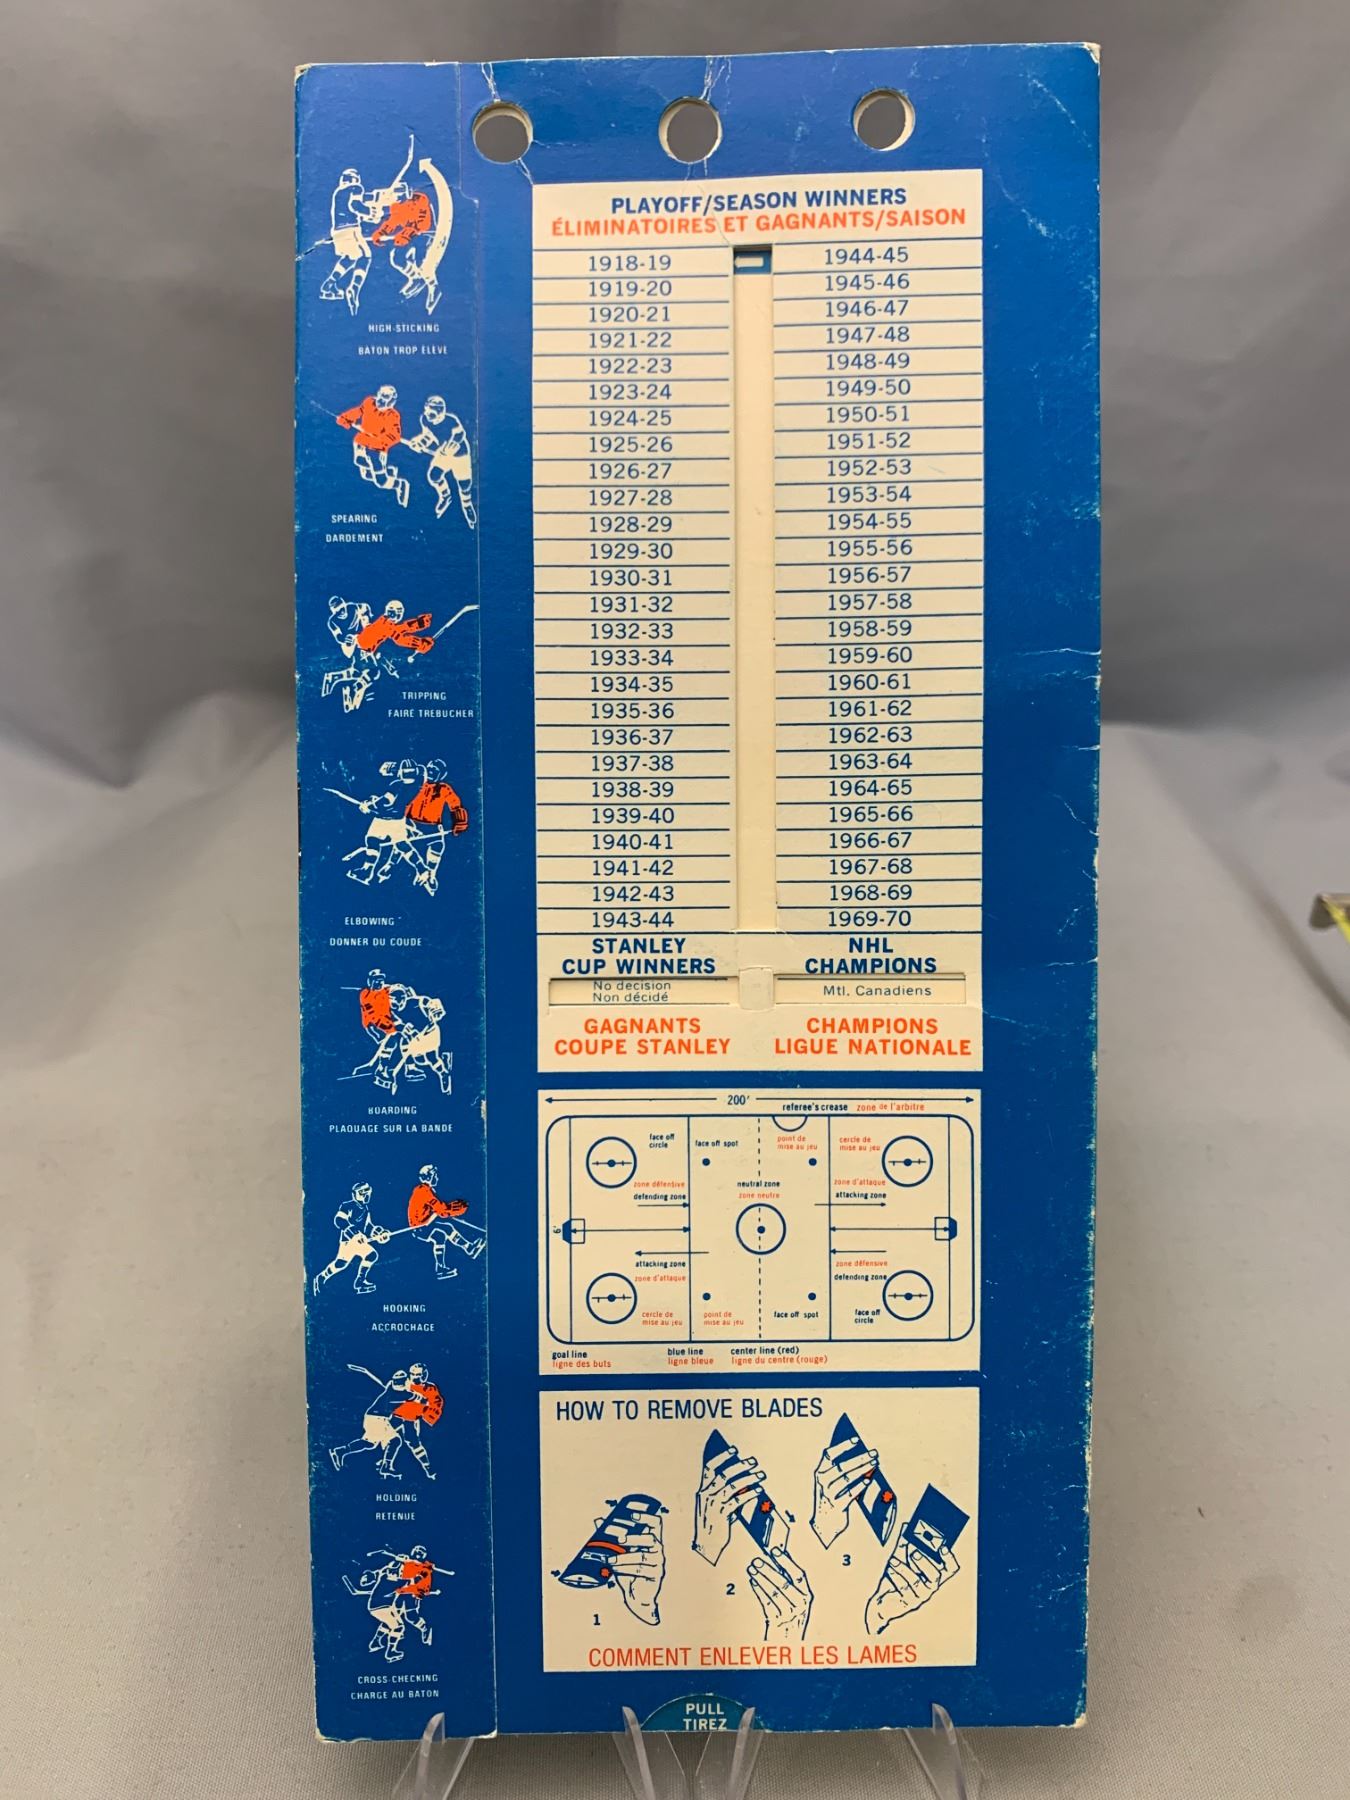 PLAYOFF/SEASON WINNERS
ÉLIMINATOIRES ET GAGNANTS/SAISON
1918-19
1919-20
1920-21
1921-22
1922-23
1923-24
1924-25
1925-26
1926-27
1927-28
1928-29
1929-30
1930-31
1931-32
1932-33
1933-34
1934-35
1935-36
1936-37
1937-38
1938-39
1939-40
1940-41
1941-42
1942-43
1943-44
1944-45
1945-46
1946-47
1947-48
1948-49
1949-50
1950-51
1951-52
1952-53
1953-54
1954-55
1955-56
1956-57
1957-58
1958-59
1959-60
1960-61
1961-62
1962-63
1963-64
1964-65
1965-66
1966-67
1967-68
1968-69
1969-70
STANLEY
CUP WINNERS
No decision
Non décidé
GAGNANTS
COUPE STANLEY
NHL
CHAMPIONS
Mtl. Canadiens
CHAMPIONS
LIGUE NATIONALE
HIGH-STICKING
BÂTON TROP ÉLEVÉ
SPEARING
DARDEMENT
TRIPPING
FAIRE TREBUCHER
ELBOWING
DONNER DU COUDE
BOARDING
PLAQUAGE SUR LA BANDE
HOOKING
ACCROCHAGE
HOLDING
RETENUE
CROSS-CHECKING
CHARGE AU BÂTON
200'
referee's crease zone de l'arbitre
face off
circle
face off spot
point de
mise au jeu
cercle de
mise au jeu
zone défensive
defending zone
neutral zone
zone neutre
zone d'attaque
attacking zone
6'
attacking zone
zone d'attaque
zone défensive
defending zone
cercle de
mise au jeu
point de
mise au jeu
face off spot
face off
circle
goal line
ligne des buts
blue line
ligne bleue
center line (red)
ligne du centre (rouge)
HOW TO REMOVE BLADES
1
2
3
COMMENT ENLEVER LES LAMES
PULL
TIREZ